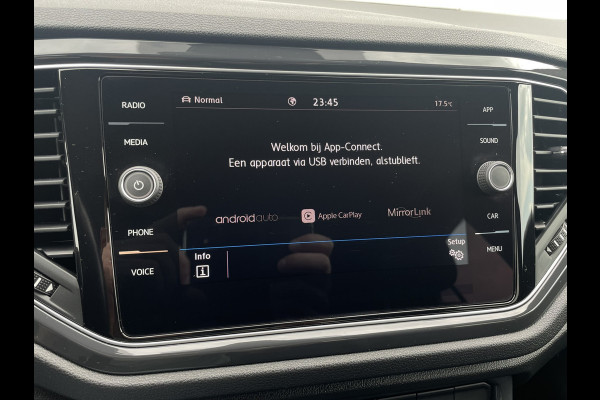 RADIO
Normal 23:45 17.5°C
APP
MEDIA
SOUND
Welkom bij App-Connect.
Een apparaat via USB verbinden, alstublieft.
androidauto Apple CarPlay MirrorLink
CAR
PHONE
Info
Setup
MENU
VOICE